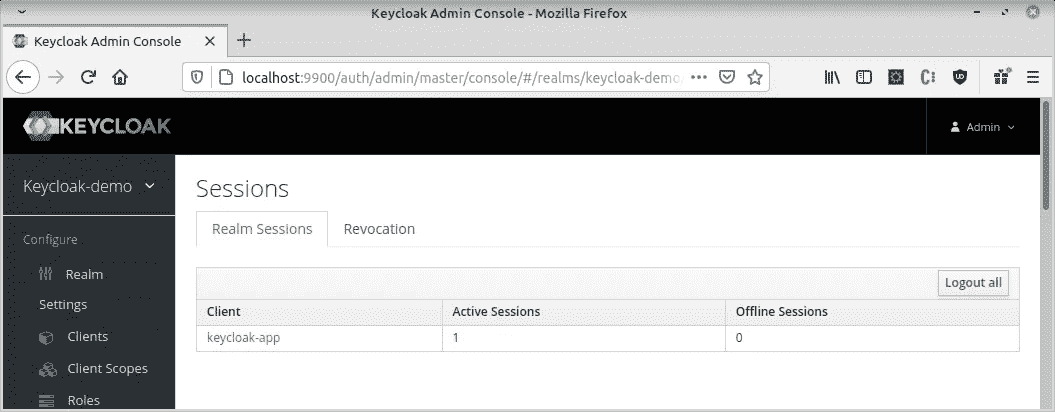 Keycloak Admin Console - Mozilla Firefox
Keycloak Admin Console
localhost:9900/auth/admin/master/console/#/realms/keycloak-demo
KEYCLOAK
Admin
Keycloak-demo
Sessions
Realm Sessions Revocation
Configure
Realm
Settings
Clients
Client Scopes
Roles
Logout all
Client Active Sessions Offline Sessions
keycloak-app 1 0